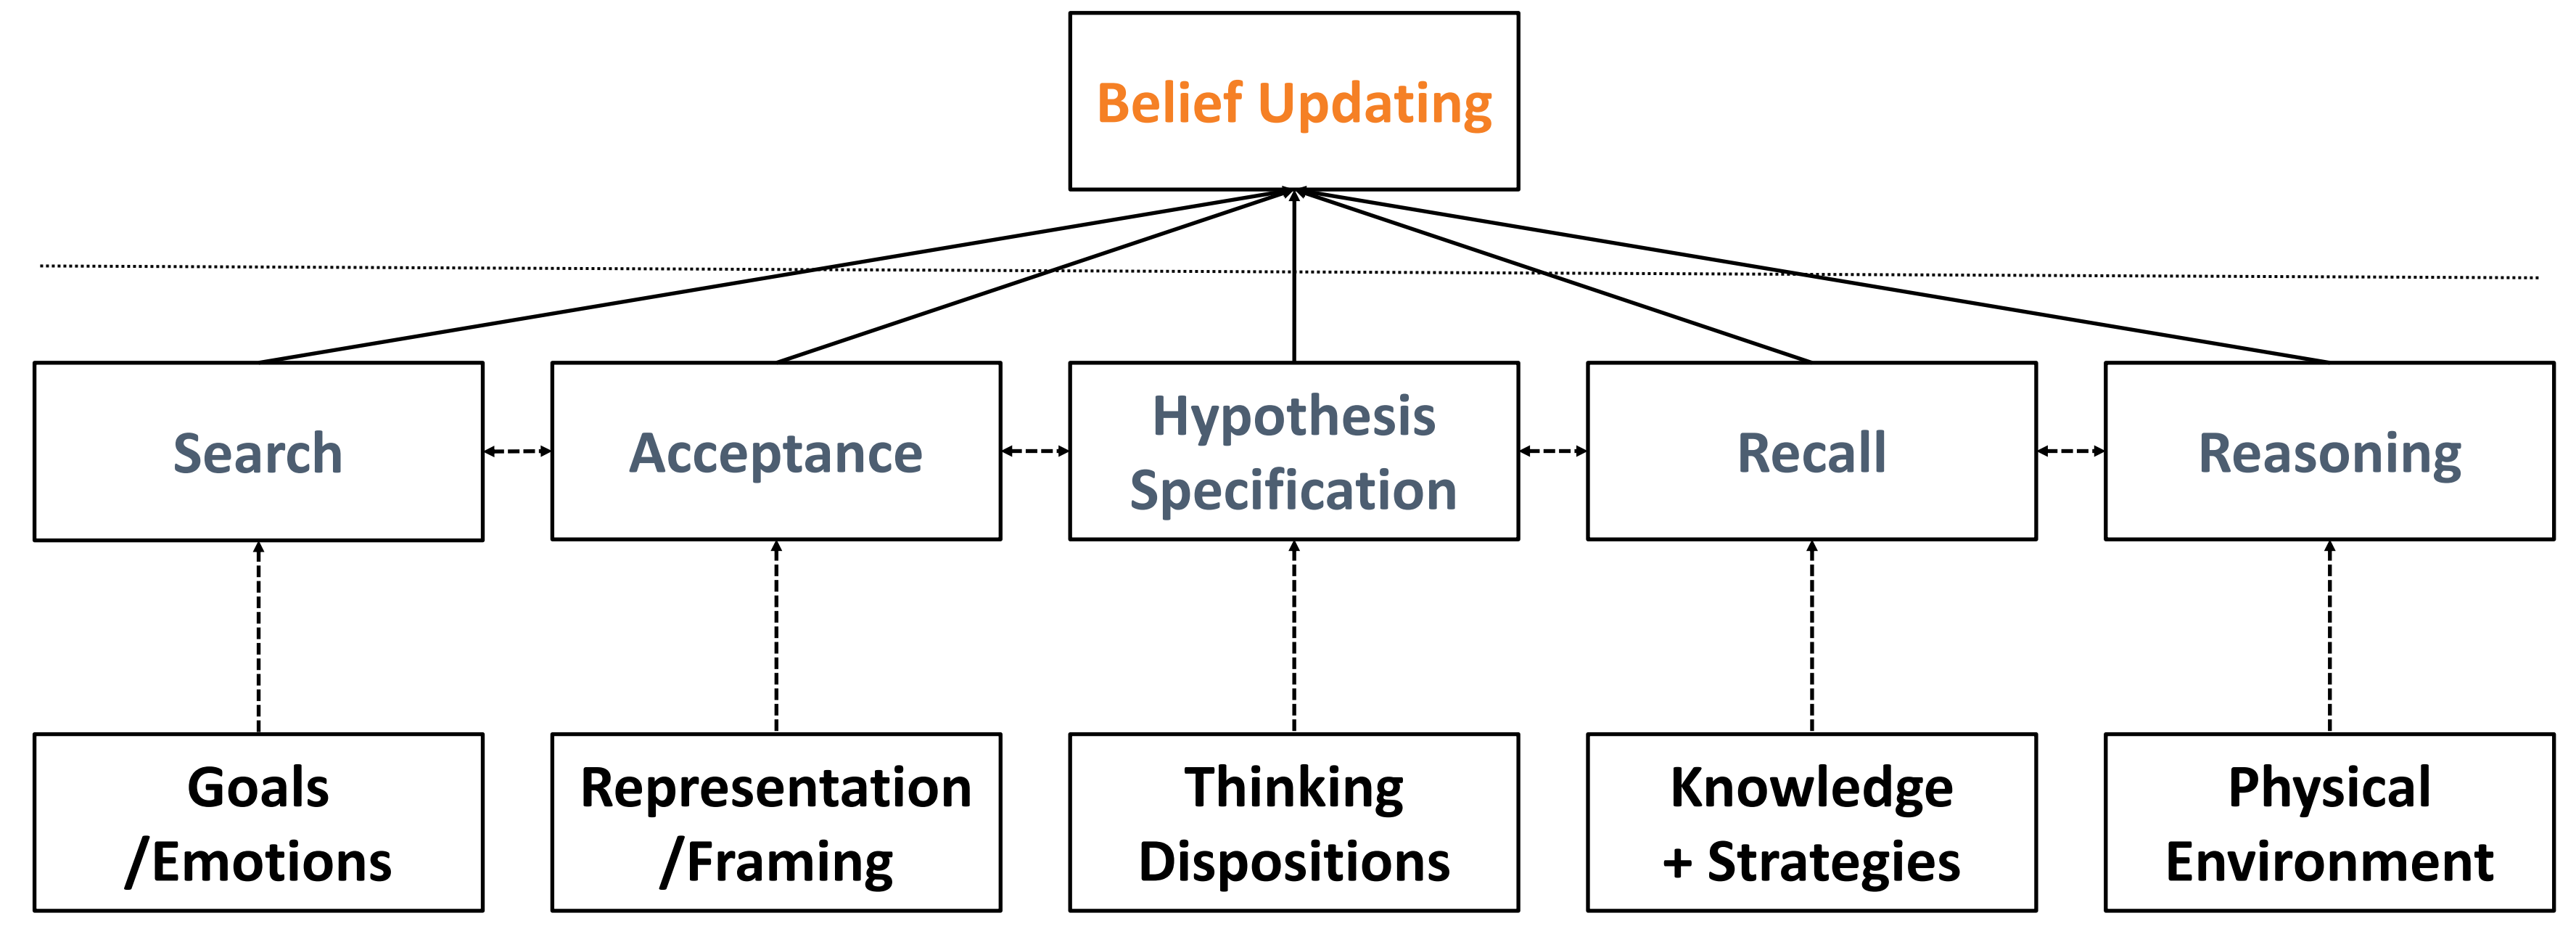 Belief Updating
Search
Acceptance
Hypothesis
Specification
Recall
Reasoning
Goals
/Emotions
Representation
/Framing
Thinking
Dispositions
Knowledge
+ Strategies
Physical
Environment